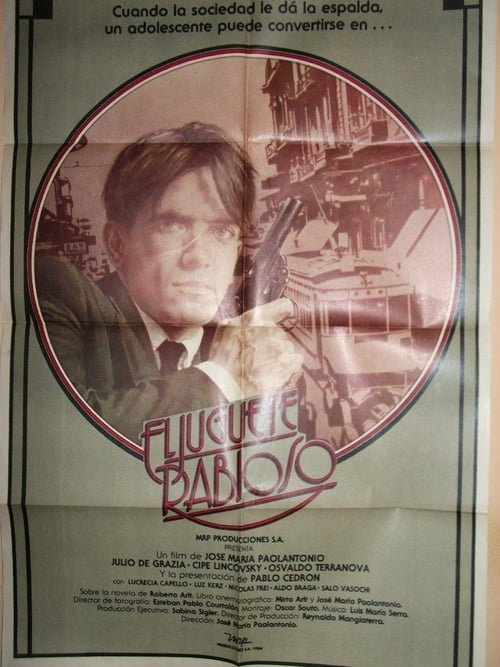 Cuando la sociedad le dá la espalda,
un adolescente puede convertirse en ...
BAR
EL JUGUETE
RABIOSO
MRP PRODUCCIONES S.A.
PRESENTA
Un film de JOSE MARIA PAOLANTONIO
JULIO DE GRAZIA • CIPE LINCOVSKY • OSVALDO TERRANOVA
Y la presentación de PABLO CEDRON
con LUCRECIA CAPELLO • LUZ KERZ • NICOLAS FREI • ALDO BRAGA • SALO VASOCHI
Sobre la novela de Roberto Arlt. Libro cinematográfico: Mirta Arlt y José María Paolantonio.
Director de fotografía: Esteban Pablo Courtalón. Montaje: Oscar Souto. Música: Luis María Serra.
Producción Ejecutiva: Sabina Sigler. Director de Producción: Reynaldo Mangiaterra.
Dirección: José María Paolantonio.
mrp
PRODUCCIONES S.A. 1984